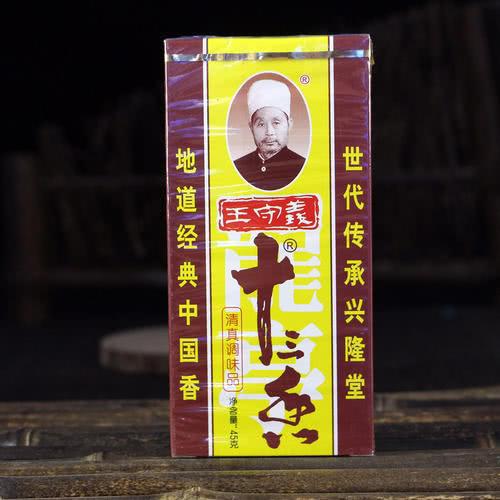 ®
王守義
®
十三香
清真调味品
净含量:45克
地道经典中国香
世代传承兴隆堂